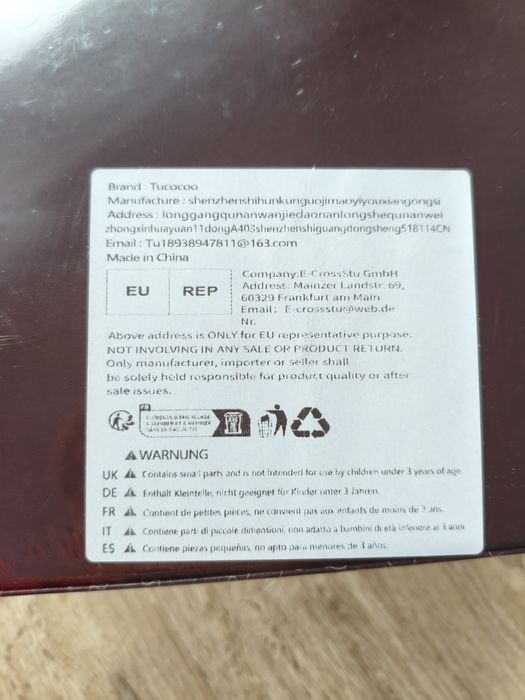 Brand : Tucocoo
Manufacture : shenzhenshihunkunguojimaoyiyouxiangongsi
Address : longgangqunanwanjiedaonanlongshequnanwei
zhongxinhuayuan11dongA403shenzhenshiguangdongsheng518114CN
Email : Tu18938947811@163.com
Made in China
EU REP
Company:E-CrossStu GmbH
Address: Mainzer Landstr 69,
60329 Frankfurt am Main
Email: E-crossstu@web.de
Nr.
Above address is ONLY for EU representative purpose.
NOT INVOLVING IN ANY SALE OR PRODUCT RETURN.
Only manufacturer, importer or seller shall
be solely held responsible for product quality or after
sale issues.
FR
WARNUNG
UK Contains small parts and is not intended for use by children under 3 years of age
DE Enthält Kleinteile, nicht geeignet für Kinder unter 3 Jahren.
FR Contient de petites pièces, ne convient pas aux enfants de moins de 3 ans.
IT Contiene parti di piccole dimensioni, non adatto a bambini di età inferiore ai 3 anni
ES Contiene piezas pequeñas, no apto para menores de 3 años.